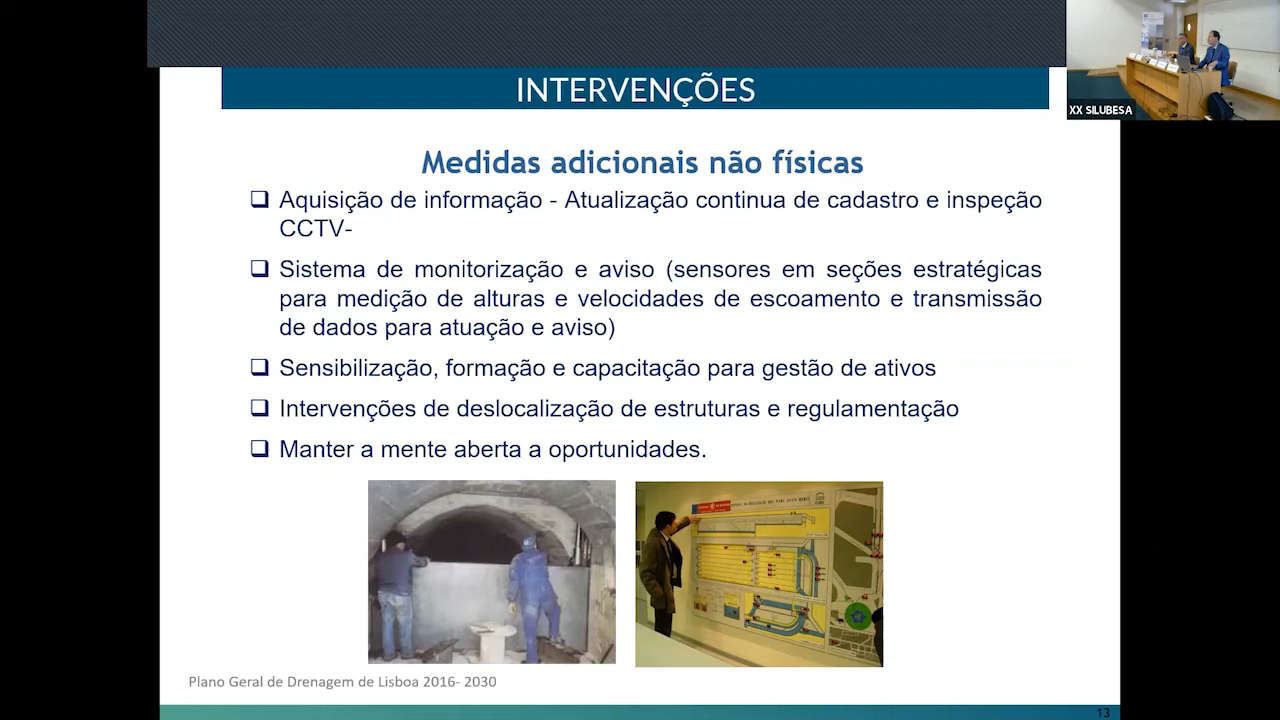 INTERVENÇÕES
XX SILUBESA
Medidas adicionais não físicas
Aquisição de informação - Atualização continua de cadastro e inspeção
CCTV-
Sistema de monitorização e aviso (sensores em seções estratégicas
para medição de alturas e velocidades de escoamento e transmissão
de dados para atuação e aviso)
Sensibilização, formação e capacitação para gestão de ativos
Intervenções de deslocalização de estruturas e regulamentação
Manter a mente aberta a oportunidades.
Plano Geral de Drenagem de Lisboa 2016- 2030
13